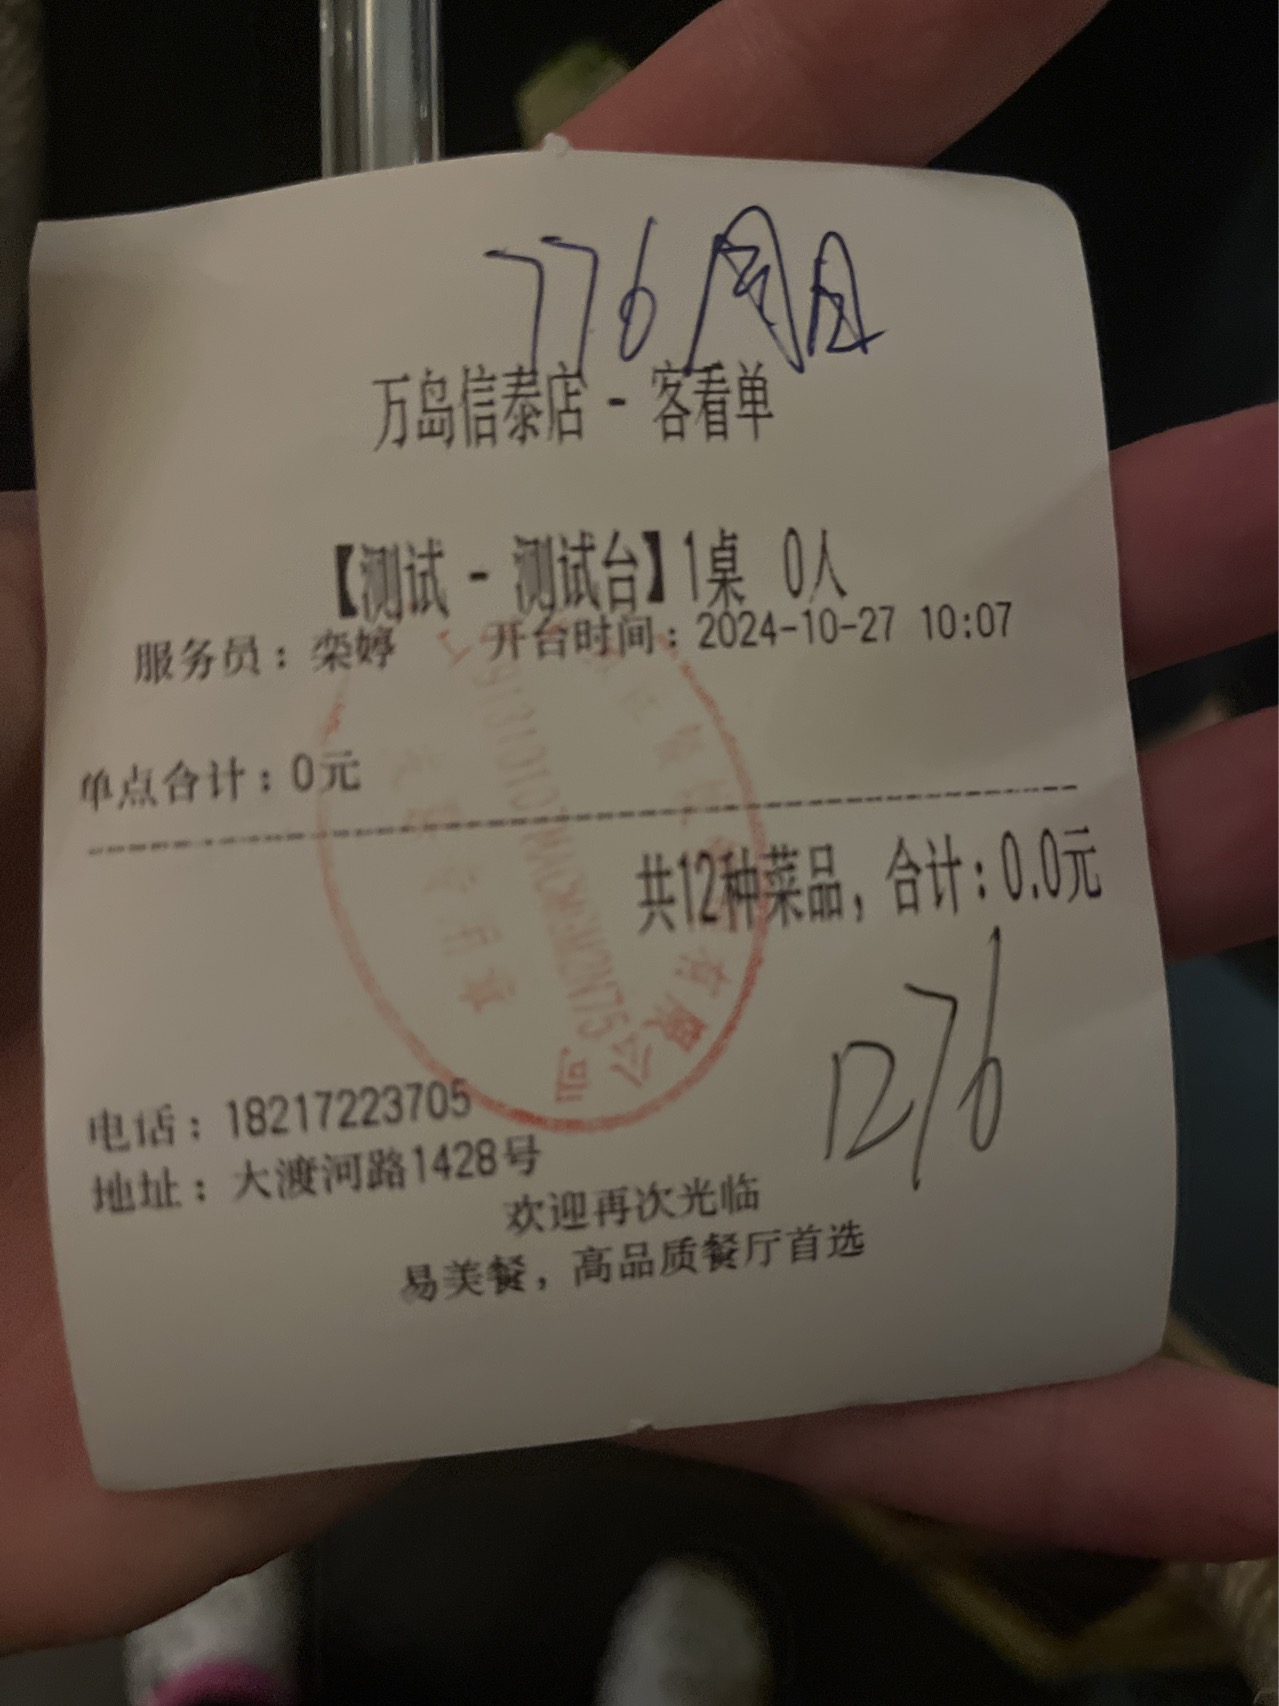 776
万岛信泰店 - 客看单
【测试 - 测试台】1桌 0人
服务员：栾婷 开台时间：2024-10-27 10:07
单点合计：0元
共12种菜品，合计：0.0元
1276
电话：18217223705
地址：大渡河路1428号
欢迎再次光临
易美餐，高品质餐厅首选